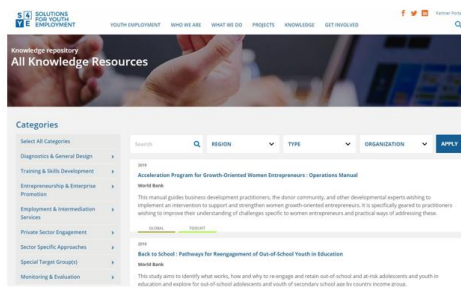 S4YE SOLUTIONS FOR YOUTH EMPLOYMENT
YOUTH EMPLOYMENT WHO WE ARE WHAT WE DO PROJECTS KNOWLEDGE GET INVOLVED
Partner Porta
Knowledge repository
All Knowledge Resources
Categories
Select All Categories
Diagnostics & General Design
Training & Skills Development
Entrepreneurship & Enterprise
Promotion
Employment & Intermediation
Services
Private Sector Engagement
Sector Specific Approaches
Special Target Group(s)
Monitoring & Evaluation
Search REGION TYPE ORGANIZATION APPLY
2019
Acceleration Program for Growth-Oriented Women Entrepreneurs : Operations Manual
World Bank
This manual guides business development practitioners, the donor community, and other developmental experts wishing to
implement an intervention to support and strengthen women growth-oriented entrepreneurs. It is specifically geared to practitioners
wishing to improve their understanding of challenges specific to women entrepreneurs and practical ways of addressing these.
GLOBAL TOOLKIT
2019
Back to School : Pathways for Reengagement of Out-of-School Youth in Education
World Bank
This study aims to identify what works, how and why to re-engage and retain out-of-school and at-risk adolescents and youth in
education and explore for out-of-school adolescents and youth of secondary school age by country income group.